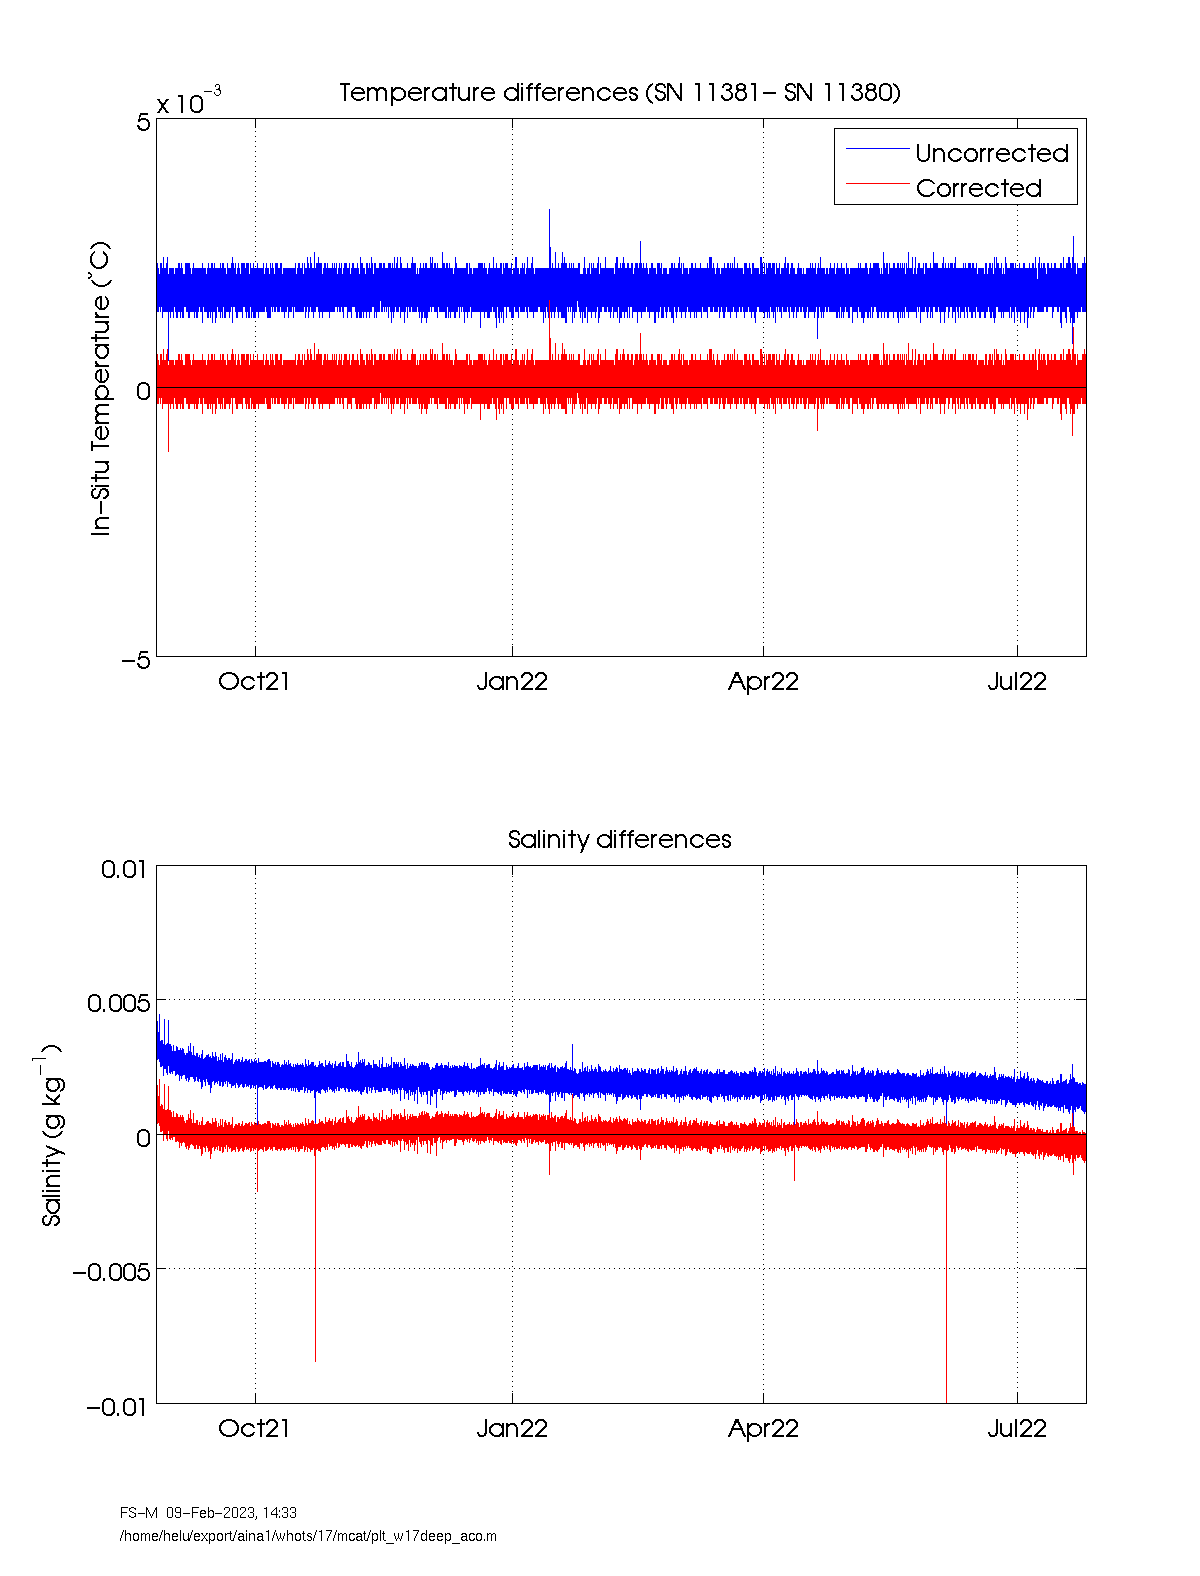 Temperature differences (SN 11381− SN 11380)
x 10−3
5
0
−5
In−Situ Temperature (°C)
Uncorrected
Corrected
Oct21 Jan22 Apr22 Jul22
Salinity differences
0.01
0.005
0
−0.005
−0.01
Salinity (g kg−1)
Oct21 Jan22 Apr22 Jul22
FS−M 09−Feb−2023, 14:33
/home/helu/export/aina1/whots/17/mcat/plt_w17deep_aco.m